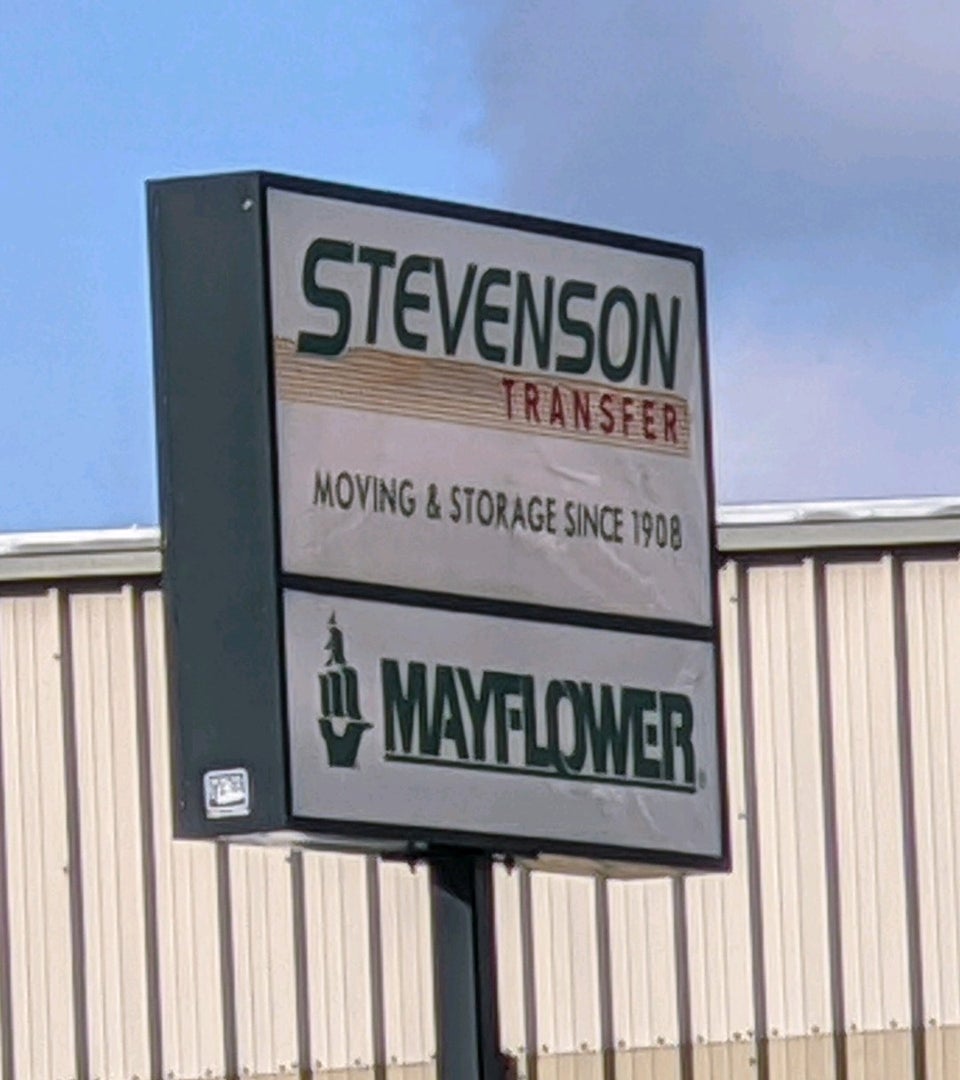 STEVENSON
TRANSFER
MOVING & STORAGE SINCE 1908
MAYFLOWER